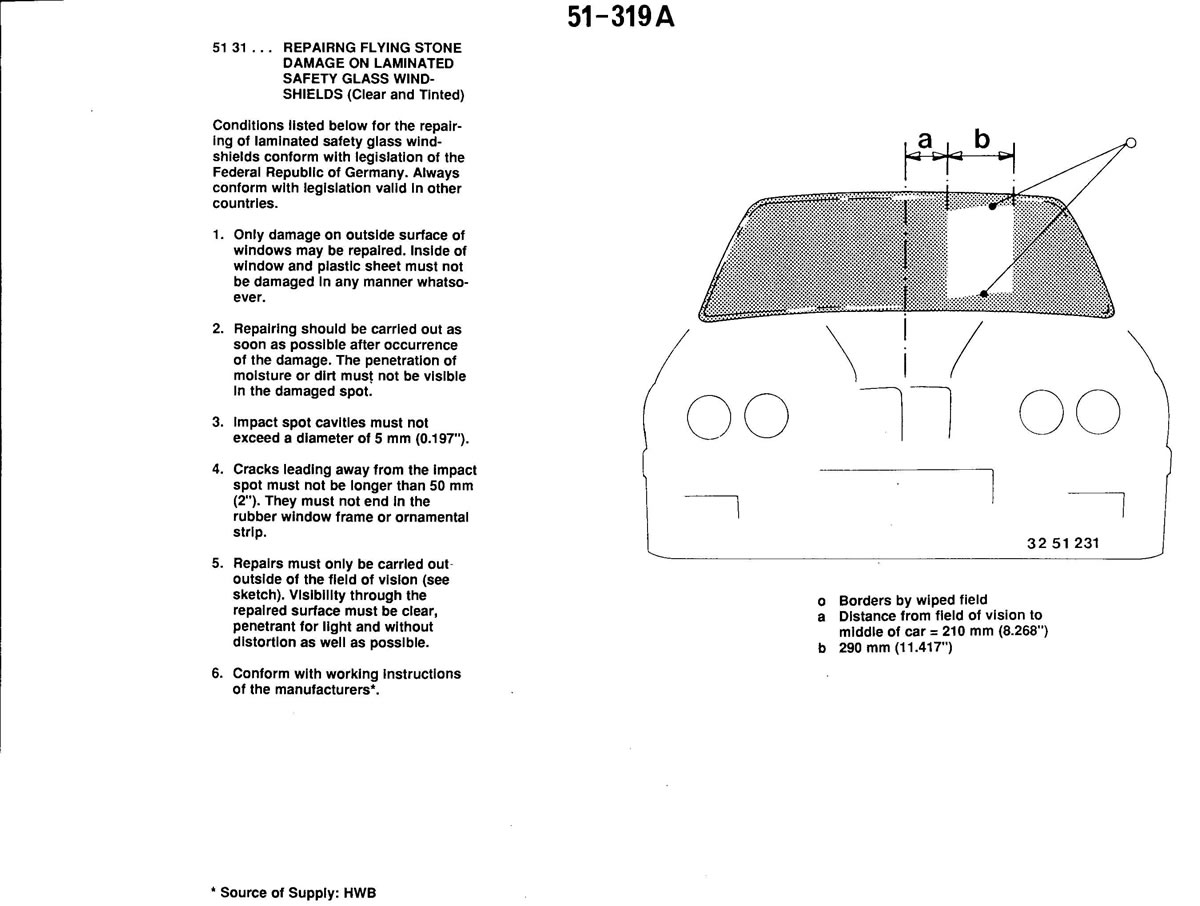 51-319 A
51 31 . . . REPAIRNG FLYING STONE
DAMAGE ON LAMINATED
SAFETY GLASS WIND-
SHIELDS (Clear and Tinted)
Conditions listed below for the repair-
ing of laminated safety glass wind-
shields conform with legislation of the
Federal Republic of Germany. Always
conform with legislation valid in other
countries.
1. Only damage on outside surface of
windows may be repaired. Inside of
window and plastic sheet must not
be damaged in any manner whatso-
ever.
2. Repairing should be carried out as
soon as possible after occurrence
of the damage. The penetration of
moisture or dirt must not be visible
in the damaged spot.
3. Impact spot cavities must not
exceed a diameter of 5 mm (0.197").
4. Cracks leading away from the impact
spot must not be longer than 50 mm
(2"). They must not end in the
rubber window frame or ornamental
strip.
5. Repairs must only be carried out
outside of the field of vision (see
sketch). Visibility through the
repaired surface must be clear,
penetrant for light and without
distortion as well as possible.
6. Conform with working instructions
of the manufacturers*.
* Source of Supply: HWB
a b
32 51 231
o Borders by wiped field
a Distance from field of vision to
middle of car = 210 mm (8.268")
b 290 mm (11.417")